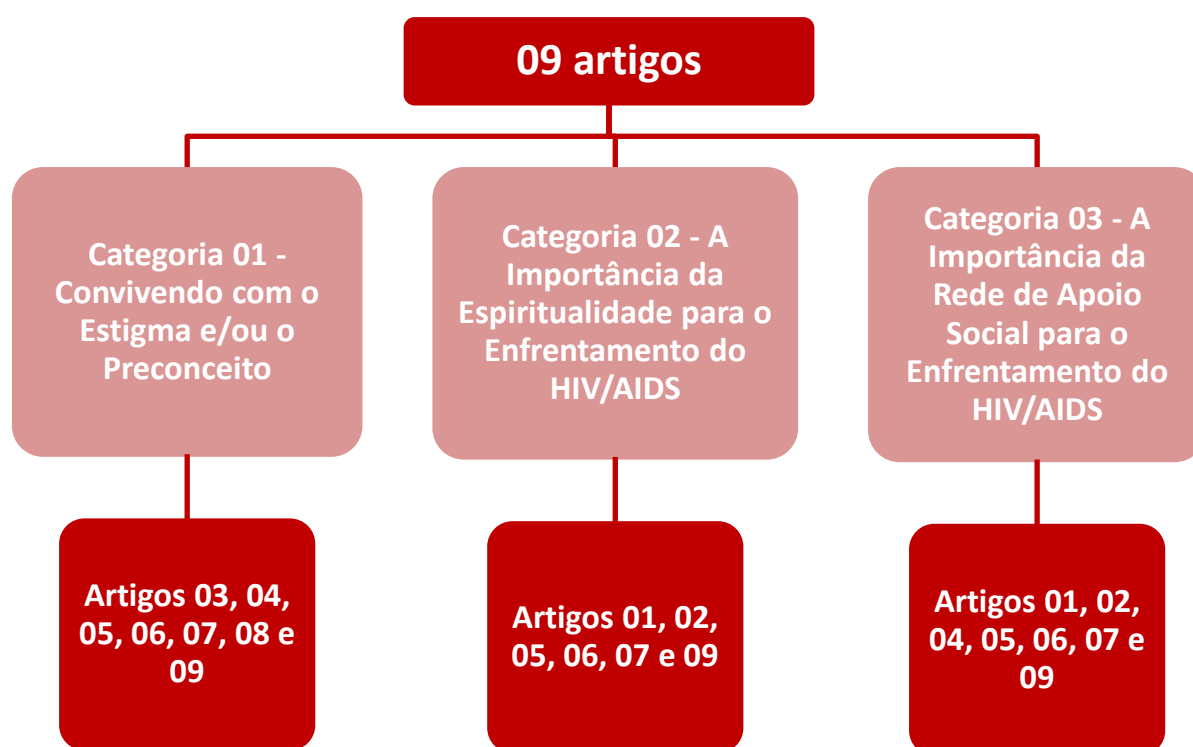 09 artigos
Categoria 01 -
Convivendo com o
Estigma e/ou o
Preconceito
Categoria 02 - A
Importância da
Espiritualidade para o
Enfrentamento do
HIV/AIDS
Categoria 03 - A
Importância da
Rede de Apoio
Social para o
Enfrentamento do
HIV/AIDS
Artigos 03, 04,
05, 06, 07, 08 e
09
Artigos 01, 02,
05, 06, 07 e 09
Artigos 01, 02,
04, 05, 06, 07 e
09